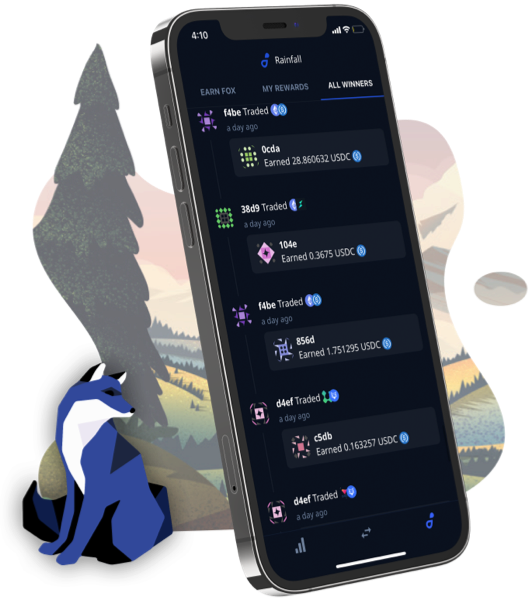 4:10
Rainfall
EARN FOX MY REWARDS ALL WINNERS
f4be Traded
a day ago
0cda
Earned 28.860632 USDC
38d9 Traded
a day ago
104e
Earned 0.3675 USDC
f4be Traded
a day ago
856d
Earned 1.751295 USDC
d4ef Traded
a day ago
c5db
Earned 0.163257 USDC
d4ef Traded
a day ago